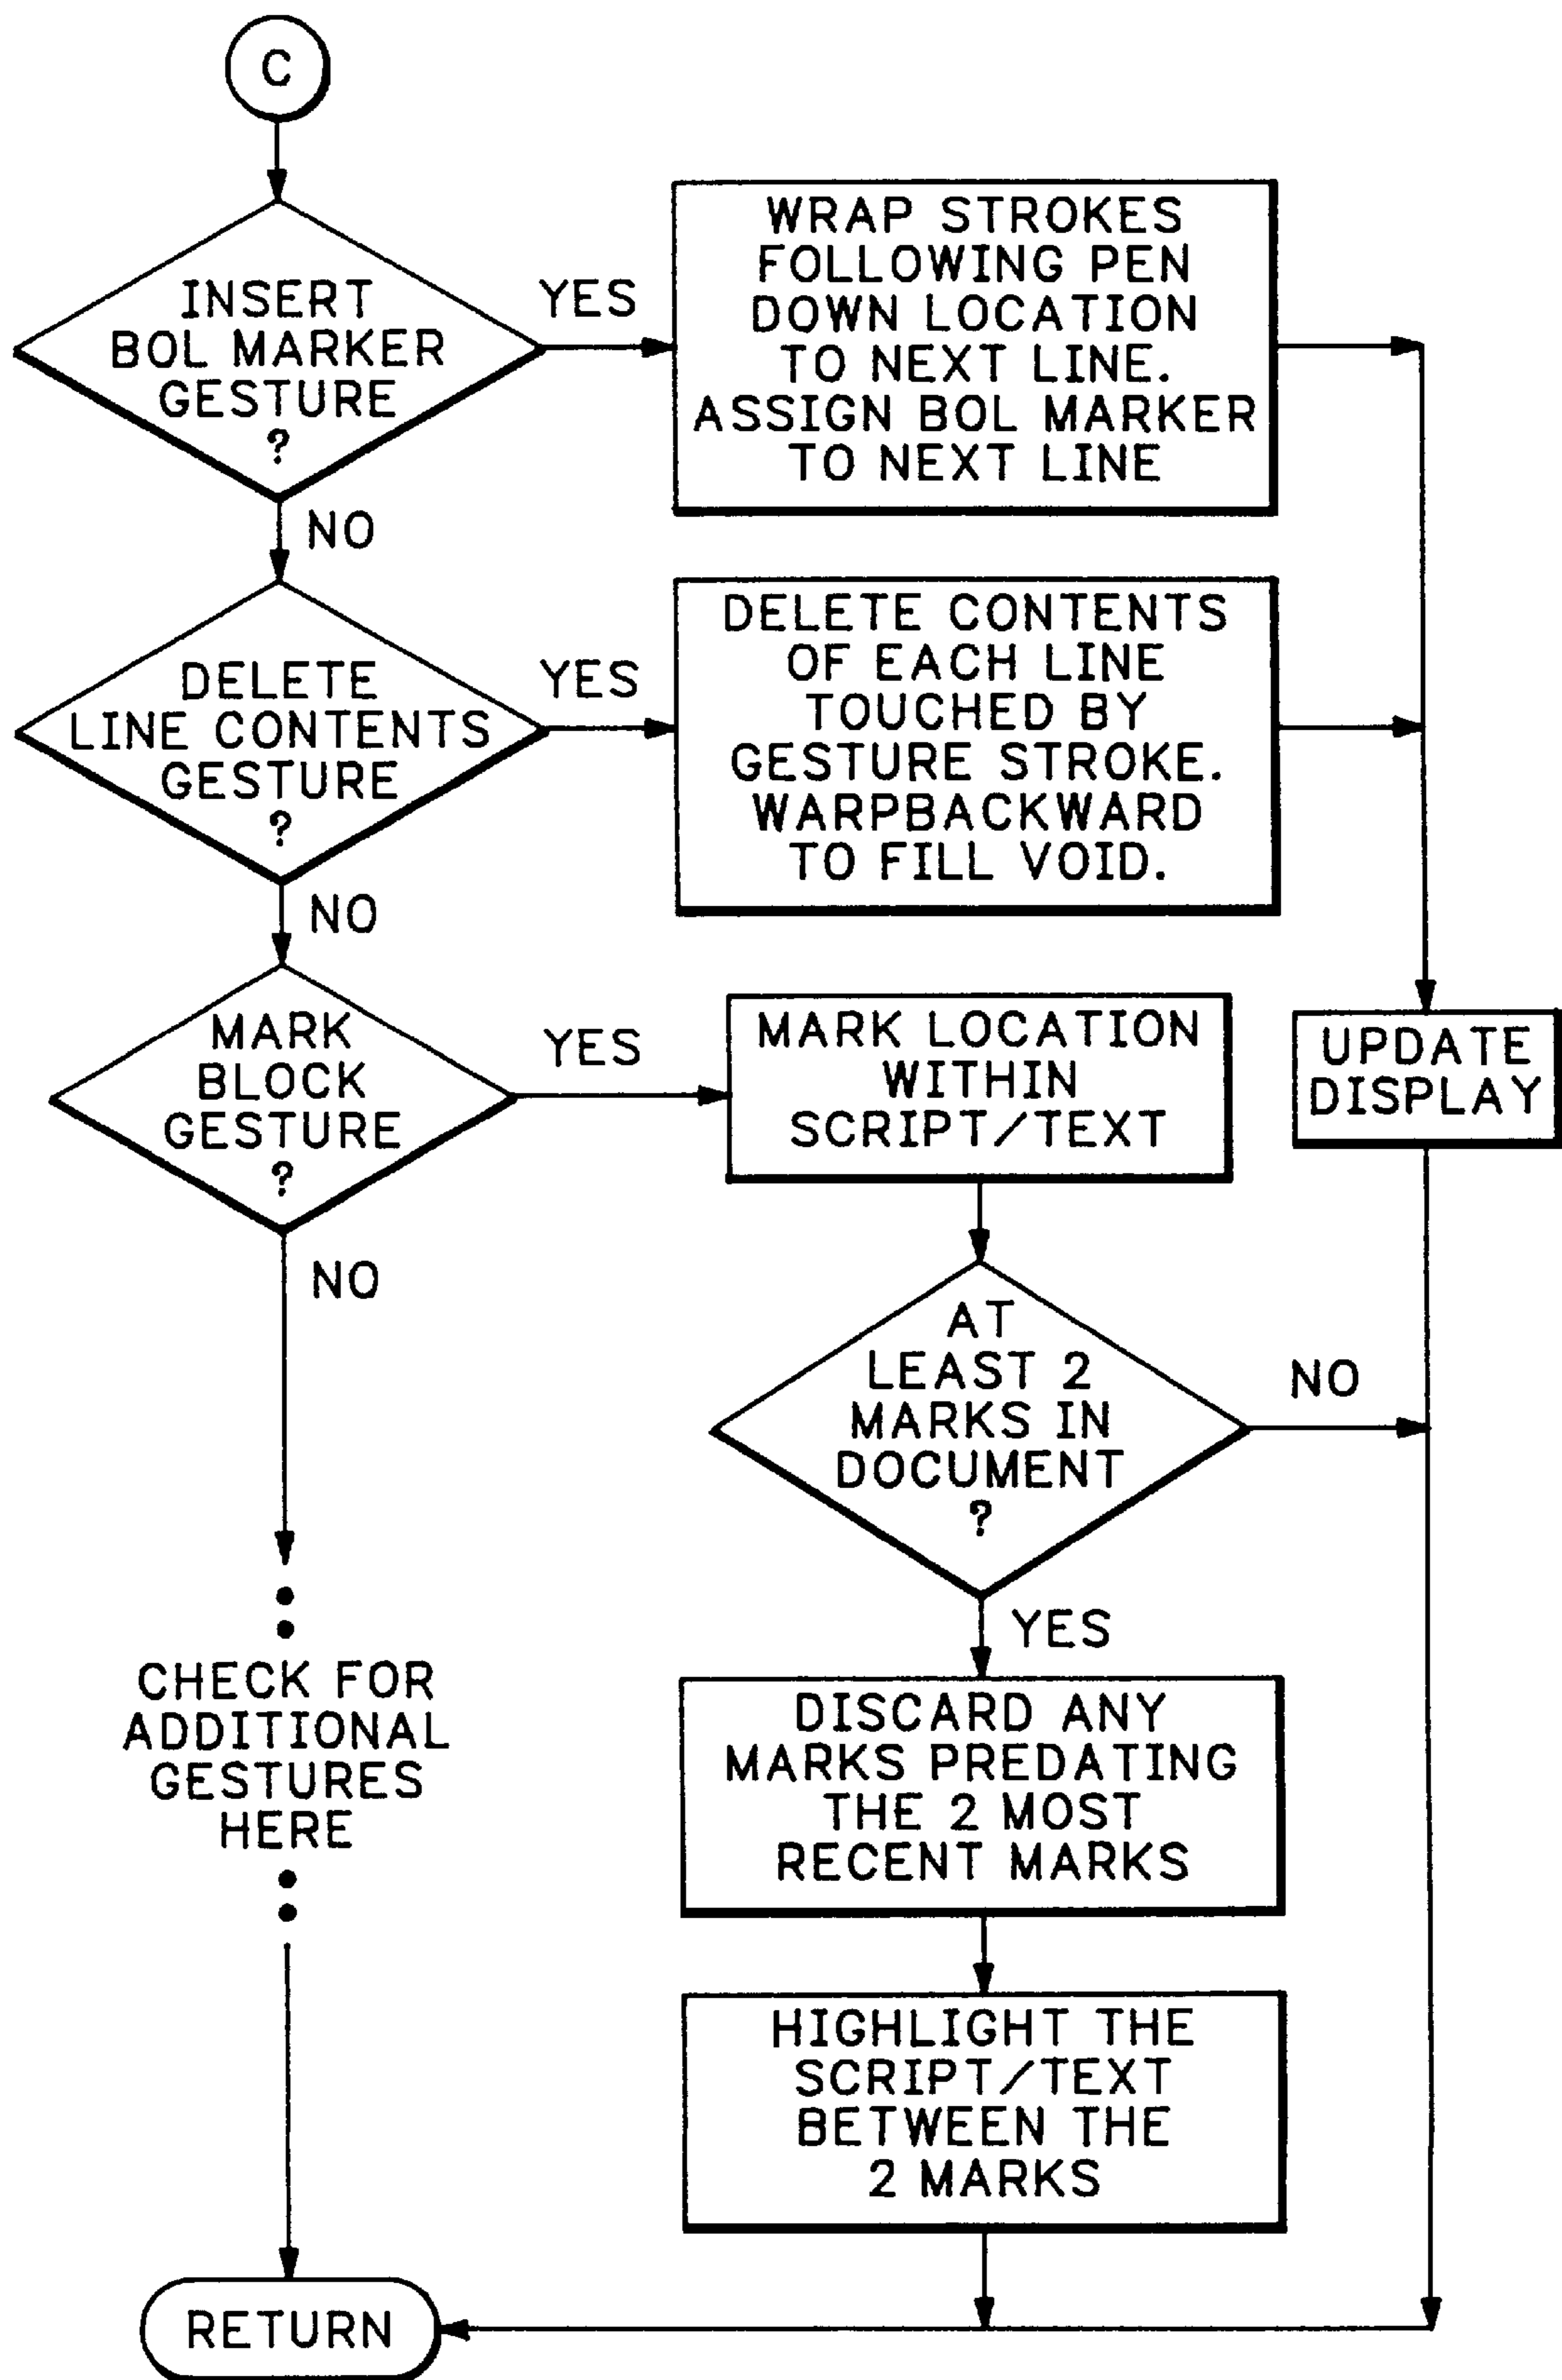 C
INSERT
BOL MARKER
GESTURE
?
YES
WRAP STROKES
FOLLOWING PEN
DOWN LOCATION
TO NEXT LINE.
ASSIGN BOL MARKER
TO NEXT LINE
NO
DELETE
LINE CONTENTS
GESTURE
?
YES
DELETE CONTENTS
OF EACH LINE
TOUCHED BY
GESTURE STROKE.
WARPBACKWARD
TO FILL VOID.
NO
MARK
BLOCK
GESTURE
?
YES
MARK LOCATION
WITHIN
SCRIPT/TEXT
UPDATE
DISPLAY
NO
AT
LEAST 2
MARKS IN
DOCUMENT
?
NO
YES
CHECK FOR
ADDITIONAL
GESTURES
HERE
DISCARD ANY
MARKS PREDATING
THE 2 MOST
RECENT MARKS
HIGHLIGHT THE
SCRIPT/TEXT
BETWEEN THE
2 MARKS
RETURN